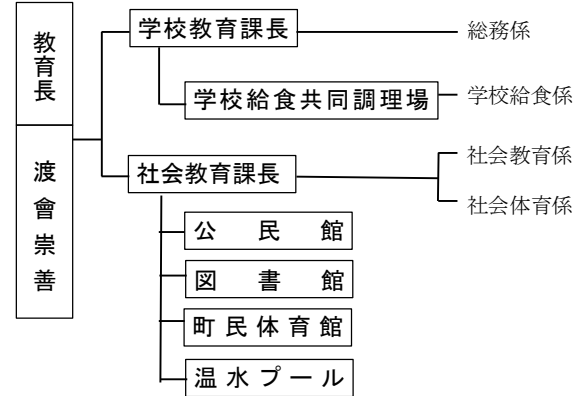 教育長
渡會崇善
学校教育課長
総務係
学校給食共同調理場
学校給食係
社会教育課長
社会教育係
社会体育係
公民館
図書館
町民体育館
温水プール